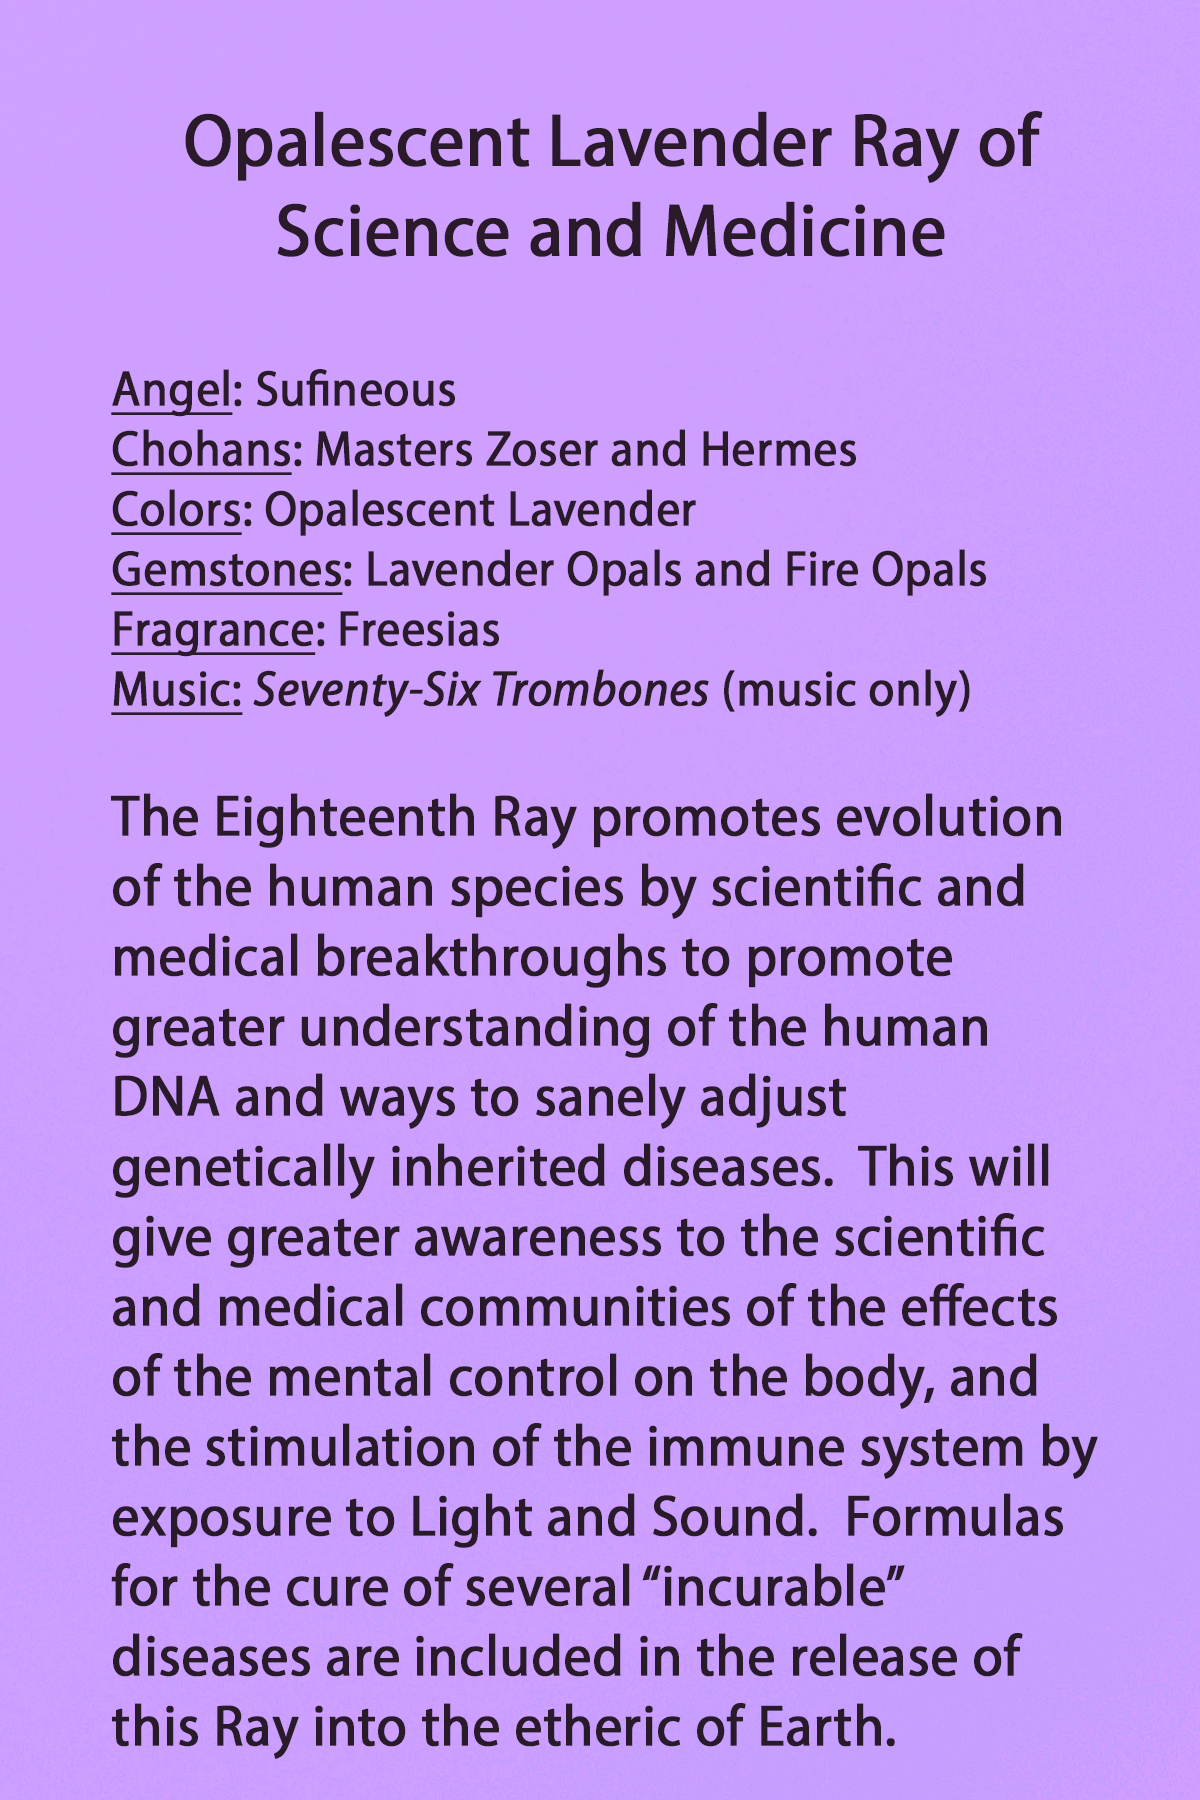 Opalescent Lavender Ray of
Science and Medicine
Angel: Sufineous
Chohans: Masters Zoser and Hermes
Colors: Opalescent Lavender
Gemstones: Lavender Opals and Fire Opals
Fragrance: Freesias
Music: Seventy-Six Trombones (music only)
The Eighteenth Ray promotes evolution
of the human species by scientific and
medical breakthroughs to promote
greater understanding of the human
DNA and ways to sanely adjust
genetically inherited diseases.  This will
give greater awareness to the scientific
and medical communities of the effects
of the mental control on the body, and
the stimulation of the immune system by
exposure to Light and Sound.  Formulas
for the cure of several “incurable”
diseases are included in the release of
this Ray into the etheric of Earth.